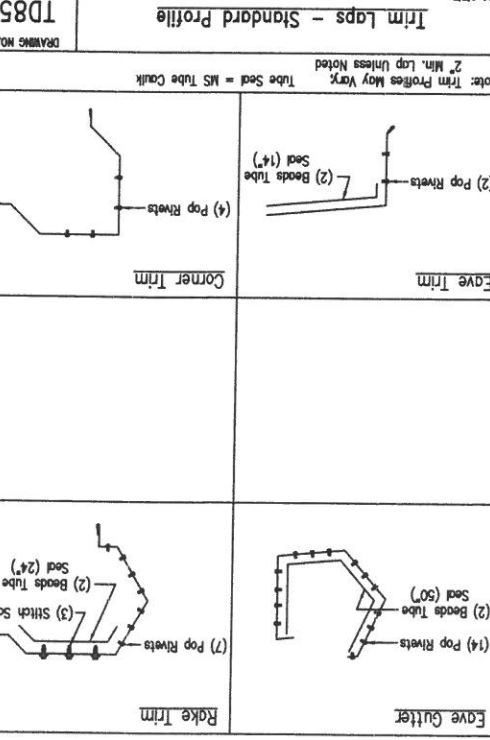 Eave Gutter
Rake Trim
(14) Pop Rivets
(2) Beads Tube
Seal (50")
(7) Pop Rivets
(3) Stitch Sc
(2) Beads Tube
Seal (24")
Eave Trim
Corner Trim
(2) Pop Rivets
(2) Beads Tube
Seal (14")
(4) Pop Rivets
ote: Trim Profiles May Vary;
2" Min. Lap Unless Noted
Tube Seal = MS Tube Caulk
Trim Laps - Standard Profile
DRAWING NO.
TD85